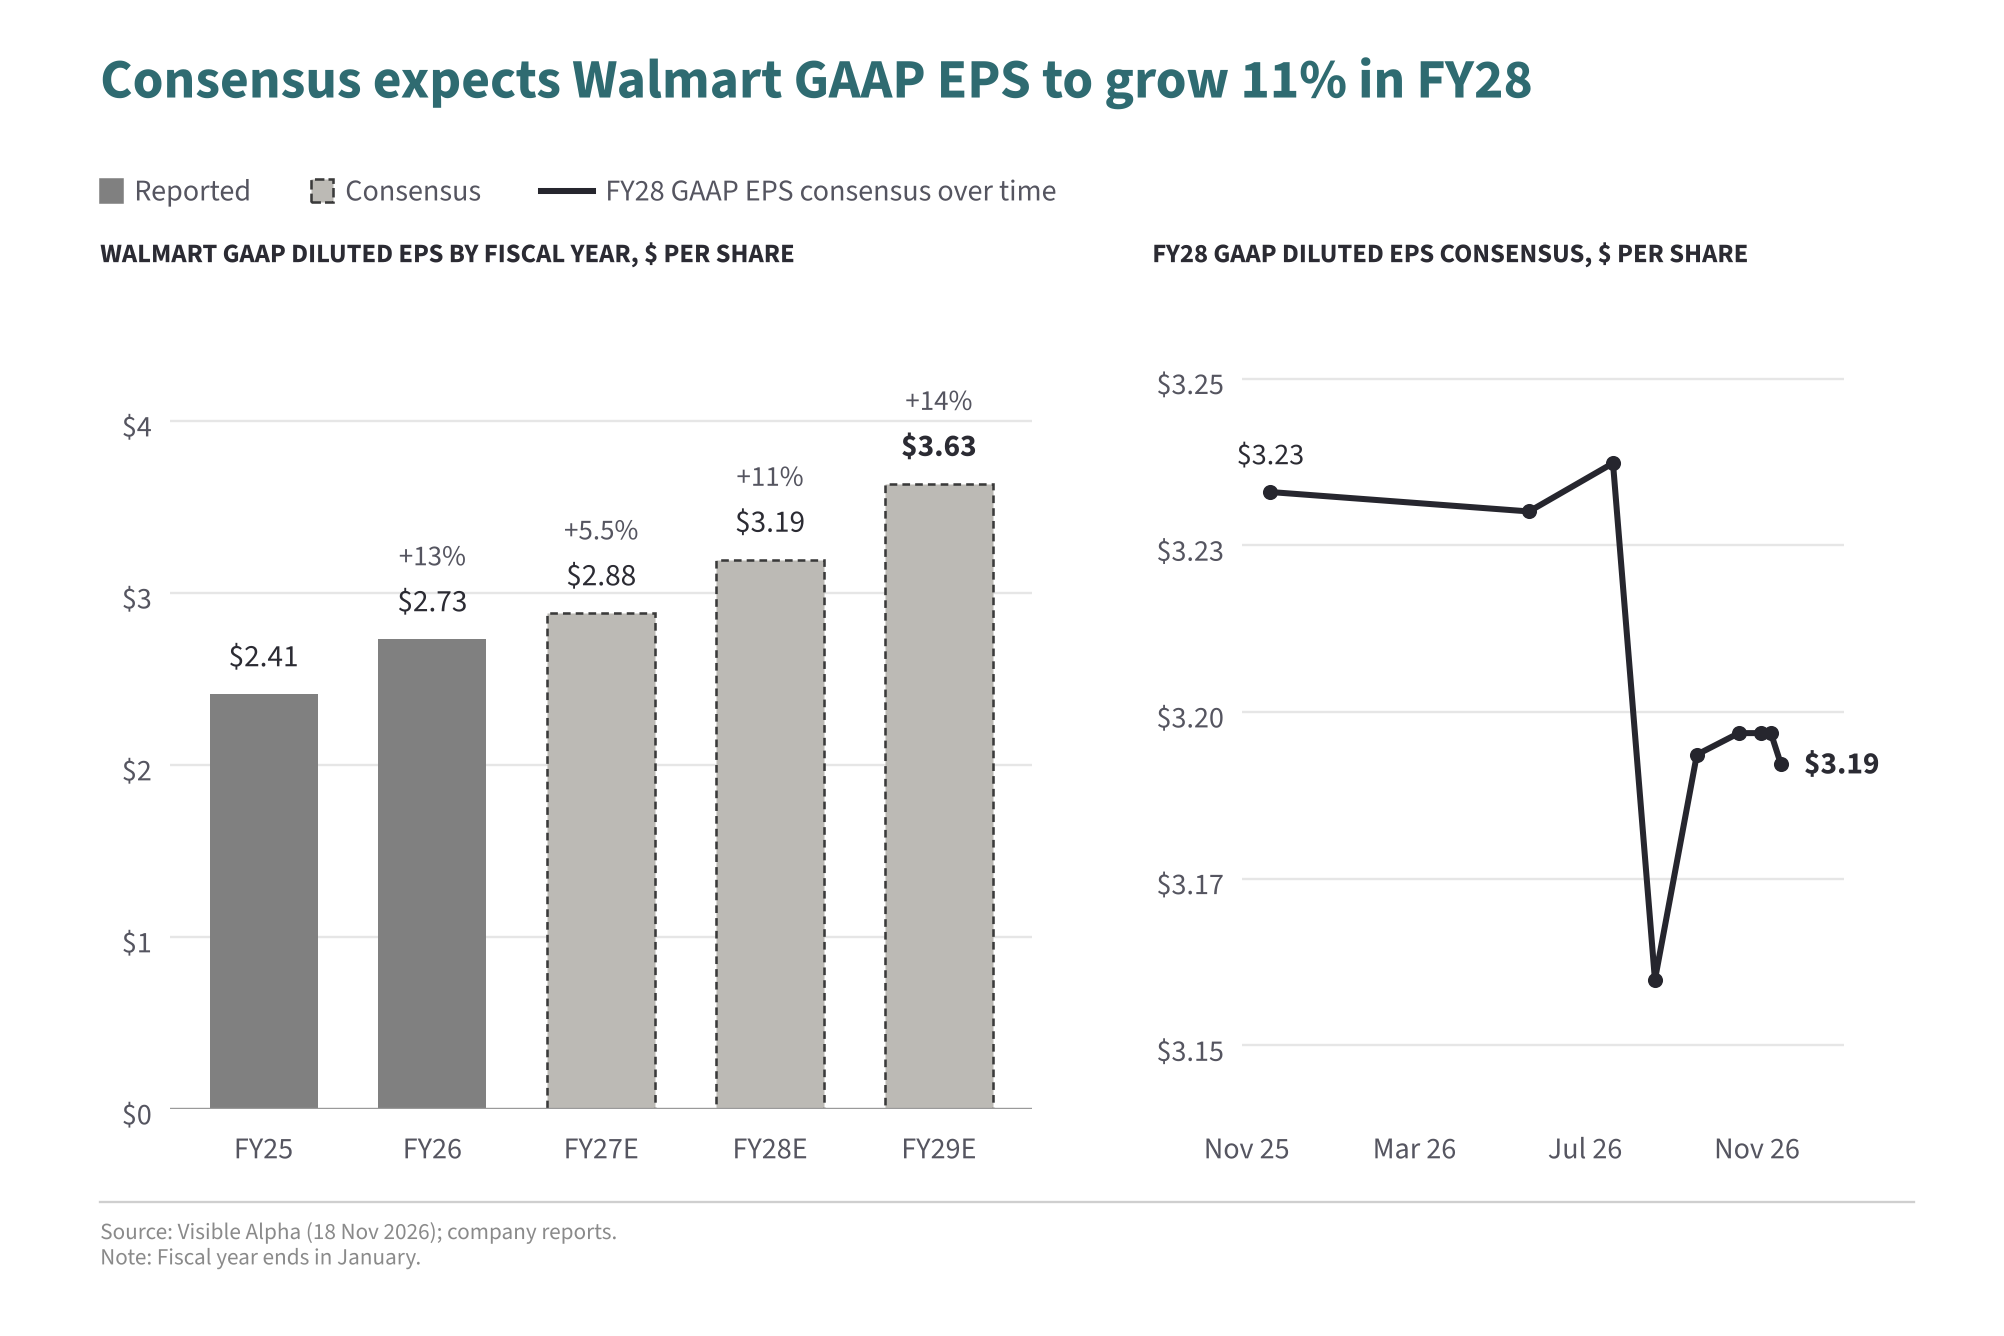 Consensus expects Walmart GAAP EPS to grow 11% in FY28
Reported
Consensus
FY28 GAAP EPS consensus over time
WALMART GAAP DILUTED EPS BY FISCAL YEAR, $ PER SHARE
$4
$3
$2
$1
$0
$2.41
+13%
$2.73
+5.5%
$2.88
+11%
$3.19
+14%
$3.63
FY25
FY26
FY27E
FY28E
FY29E
FY28 GAAP DILUTED EPS CONSENSUS, $ PER SHARE
$3.25
$3.23
$3.20
$3.17
$3.15
$3.23
$3.19
Nov 25
Mar 26
Jul 26
Nov 26
Source: Visible Alpha (18 Nov 2026); company reports.
Note: Fiscal year ends in January.